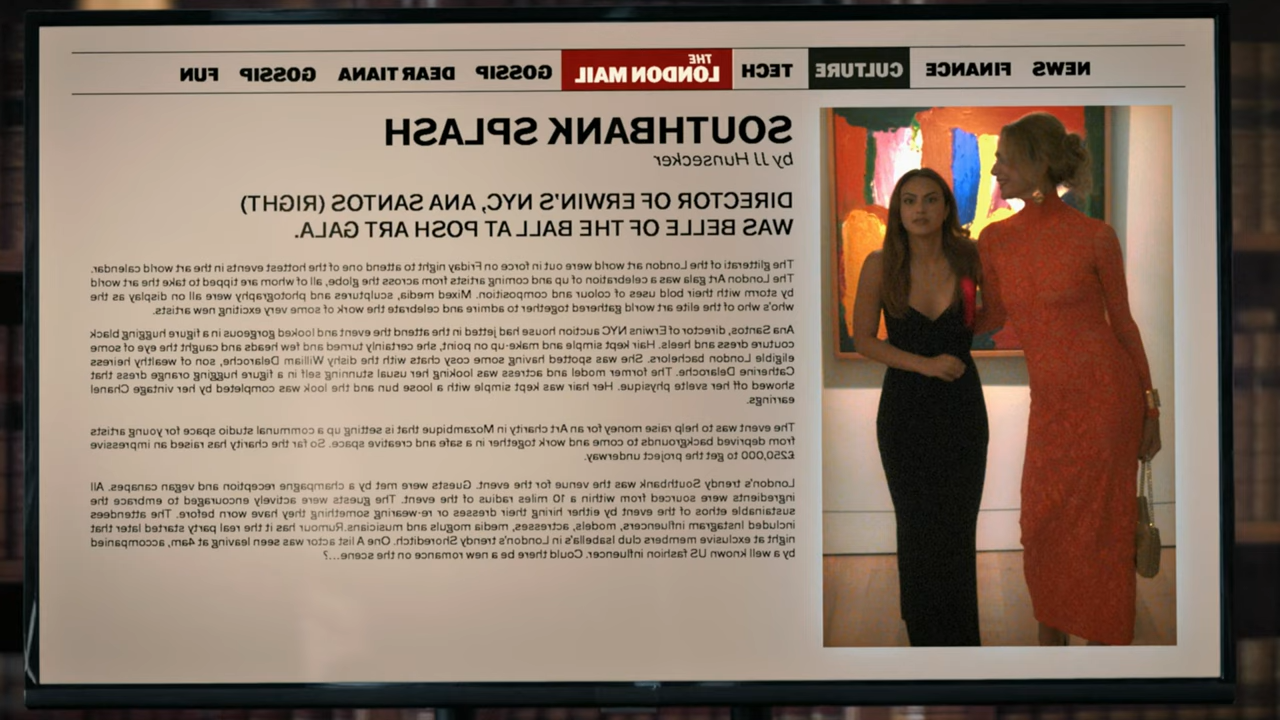 NEWS FINANCE CULTURE TECH THE LONDON MAIL GOSSIP DEAR TIANA GOSSIP FUN
SOUTHBANK SPLASH
by JJ Hunsecker
DIRECTOR OF ERWIN'S NYC, ANA SANTOS (RIGHT)
WAS BELLE OF THE BALL AT POSH ART GALA.
The glitterati of the London art world were out in force on Friday night to attend one of the hottest events in the art world calendar.
The London Art gala was a celebration of up and coming artists from across the globe, all of whom are tipped to take the art world
by storm with their bold uses of colour and composition. Mixed media, sculptures and photography were all on display as the
who's who of the elite art world gathered together to admire and celebrate the work of some very exciting new artists.
Ana Santos, director of Erwins NYC auction house had jetted in the attend the event and looked gorgeous in a figure hugging black
couture dress and heels. Hair kept simple and make-up on point, she certainly turned and few heads and caught the eye of some
eligible London bachelors. She was spotted having some cosy chats with the dishy William Delaroche, son of wealthy heiress
Catherine Delaroche. The former model and actress was looking her usual stunning self in a figure hugging orange dress that
showed off her svelte physique. Her hair was kept simple with a loose bun and the look was completed by her vintage Chanel
earrings.
The event was to help raise money for an Art charity in Mozambique that is setting up a communal studio space for young artists
from deprived backgrounds to come and work together in a safe and creative space. So far the charity has raised an impressive
£250,000 to get the project underway.
London's trendy Southbank was the venue for the event. Guests were met by a champagne reception and vegan canapes. All
ingredients were sourced from within a 10 miles radius of the event. The guests were actively encouraged to embrace the
sustainable ethos of the event by either hiring their dresses or re-wearing something they have worn before. The attendees
included Instagram influencers, models, actresses, media moguls and musicians.Rumour has it the real party started later that
night at exclusive members club Isabella's in London's trendy Shoreditch. One A list actor was seen leaving at 4am, accompanied
by a well known US fashion influencer. Could there be a new romance on the scene...?